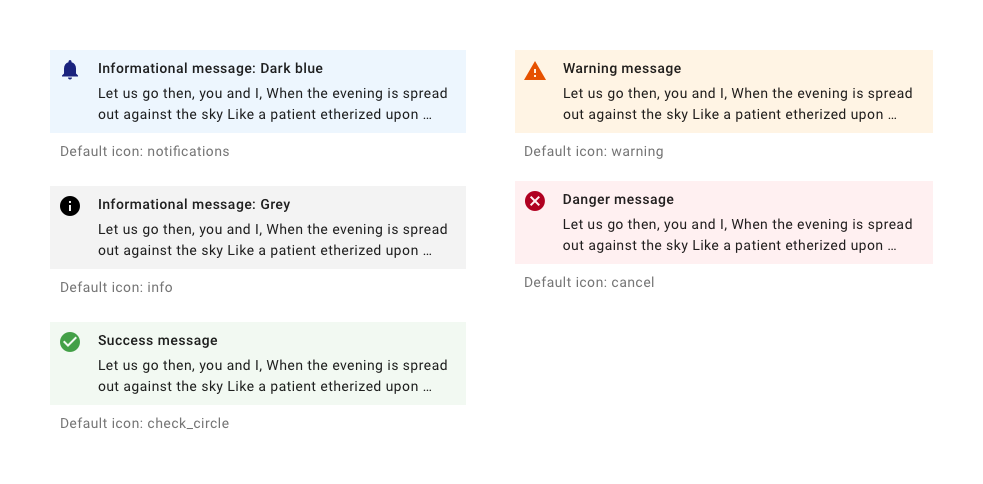 Informational message: Dark blue
Let us go then, you and I, When the evening is spread
out against the sky Like a patient etherized upon …
Default icon: notifications
Informational message: Grey
Let us go then, you and I, When the evening is spread
out against the sky Like a patient etherized upon …
Default icon: info
Success message
Let us go then, you and I, When the evening is spread
out against the sky Like a patient etherized upon …
Default icon: check_circle
Warning message
Let us go then, you and I, When the evening is spread
out against the sky Like a patient etherized upon …
Default icon: warning
Danger message
Let us go then, you and I, When the evening is spread
out against the sky Like a patient etherized upon …
Default icon: cancel